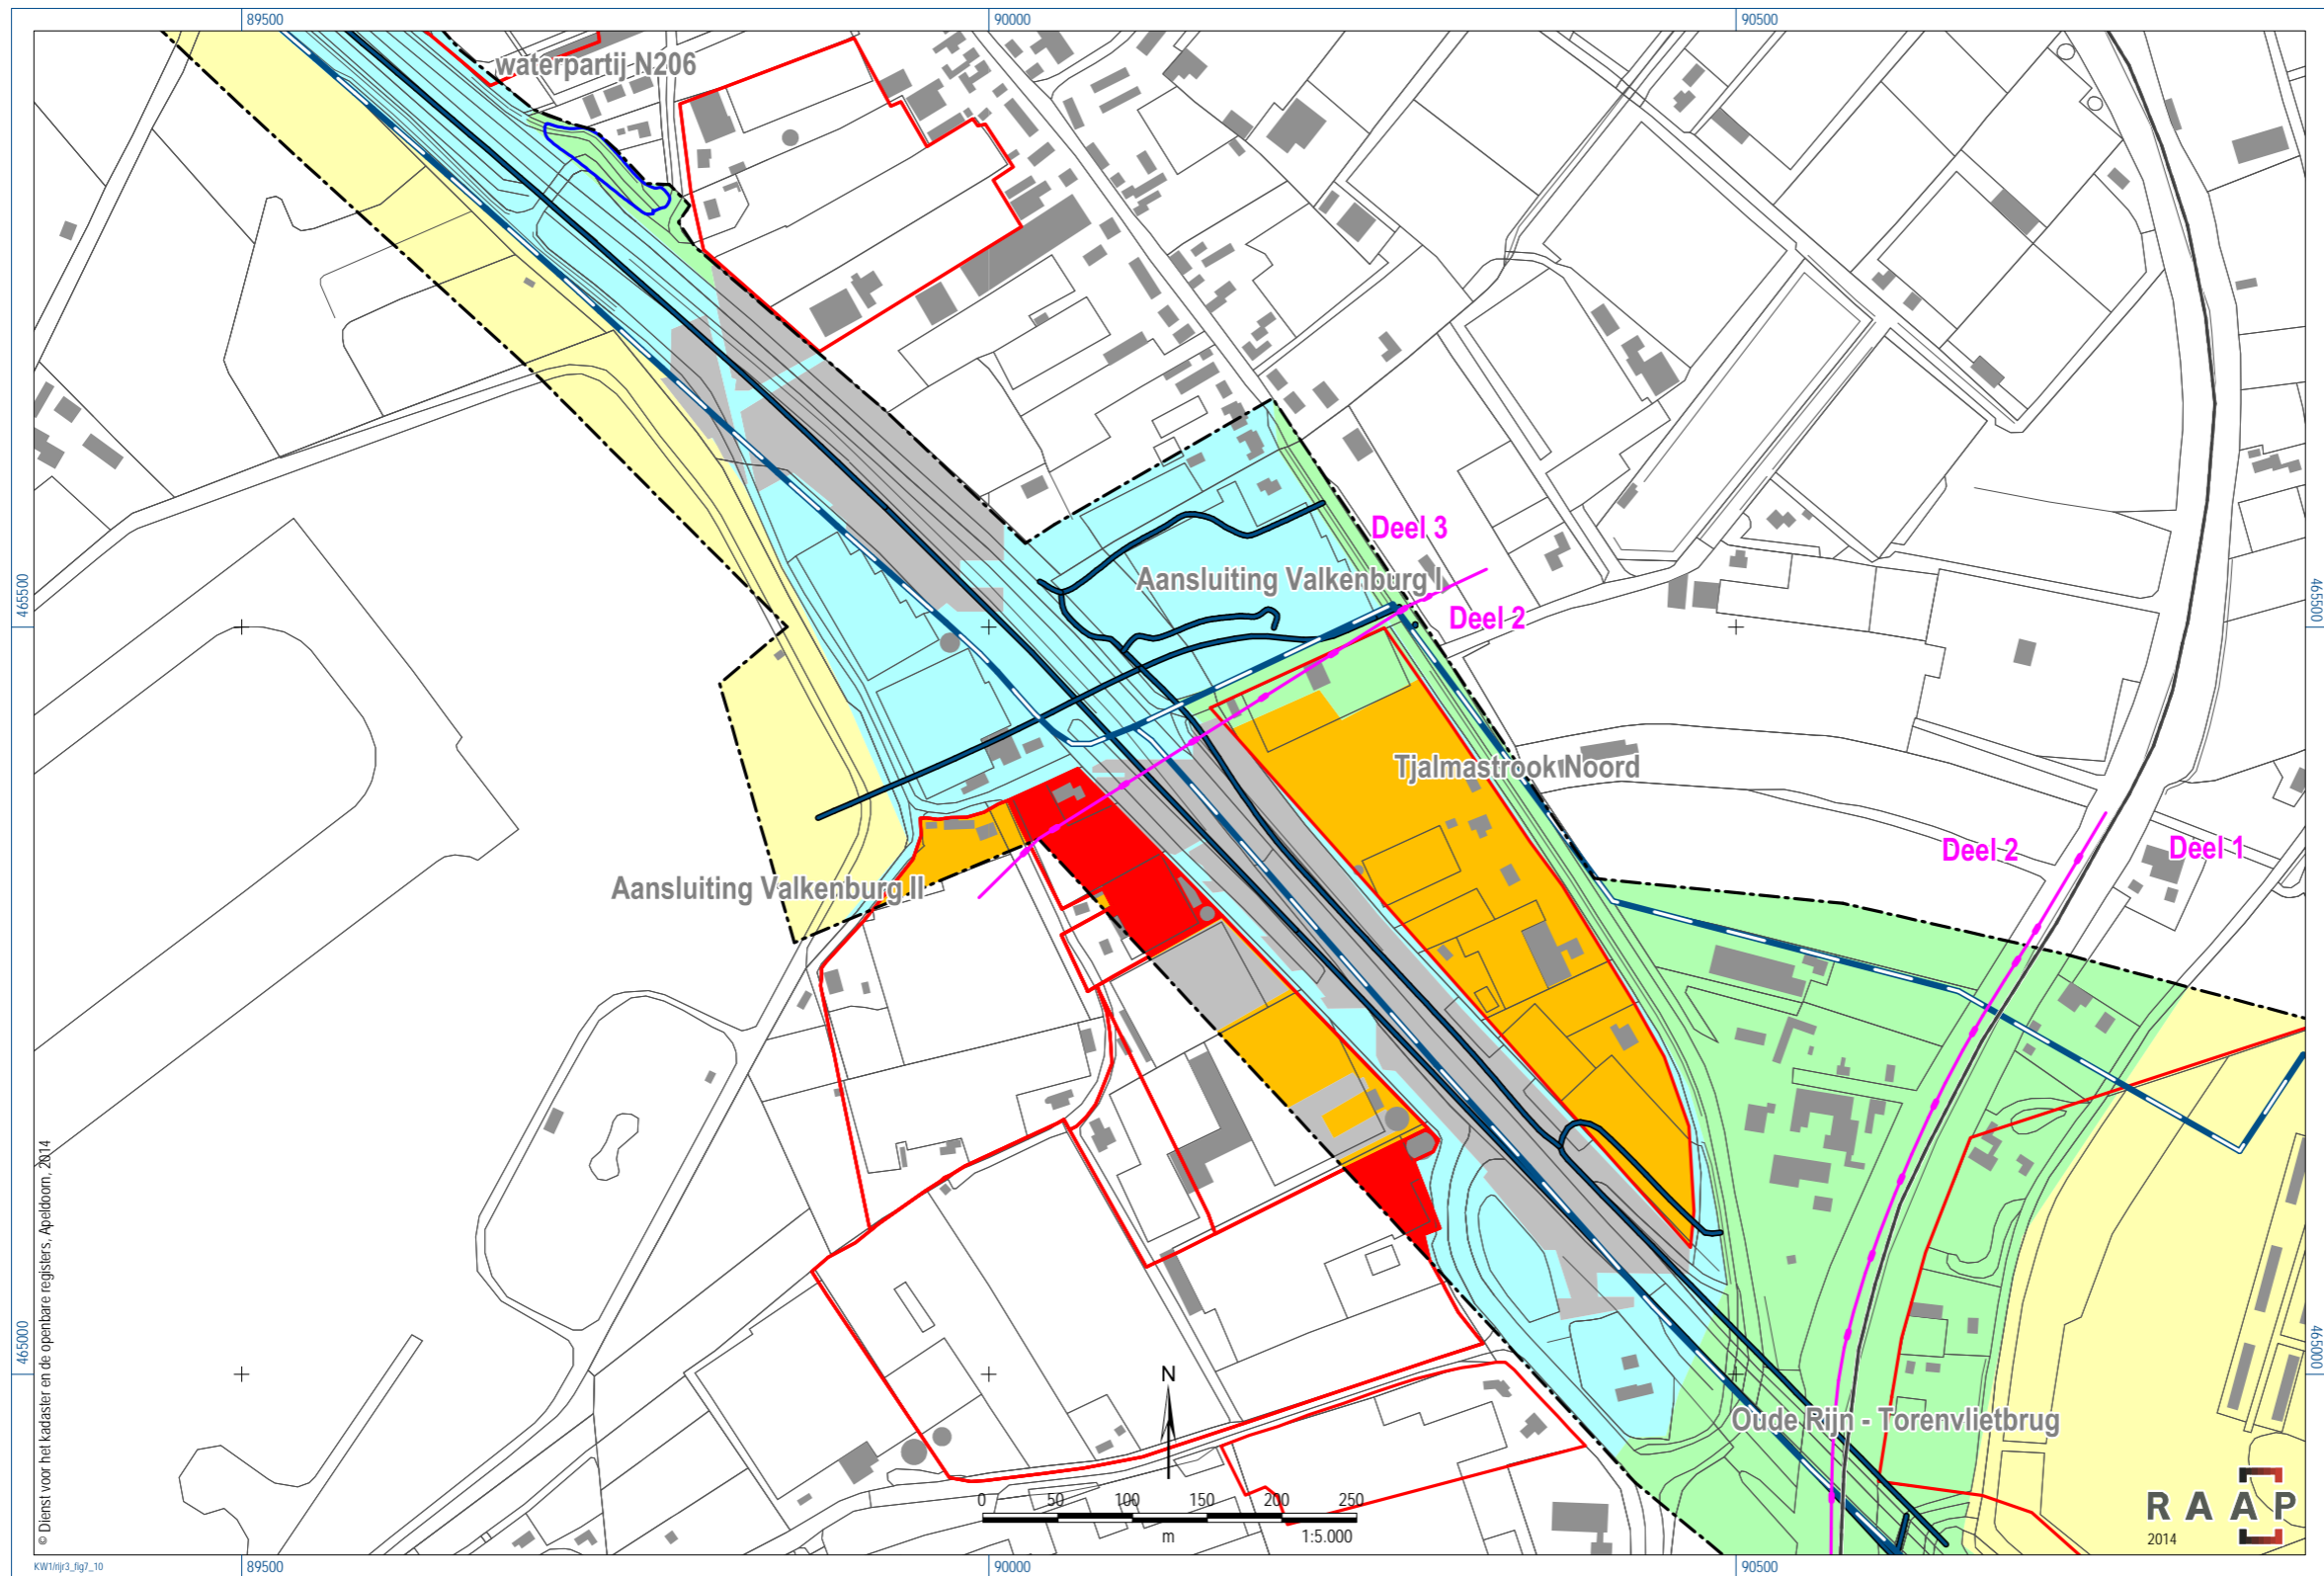 89500
90000
90500
waterpartij N206
Deel 3
Aansluiting Valkenburg I
Deel 2
465500
465500
Tjalmastrook Noord
Deel 2
Deel 1
Aansluiting Valkenburg II
465000
465000
Oude Rijn - Torenvlietbrug
N
0 50 100 150 200 250
m 1:5.000
RAAP
2014
© Dienst voor het kadaster en de openbare registers, Apeldoorn, 2014
KW1/rijr3_fig7_10
89500
90000
90500